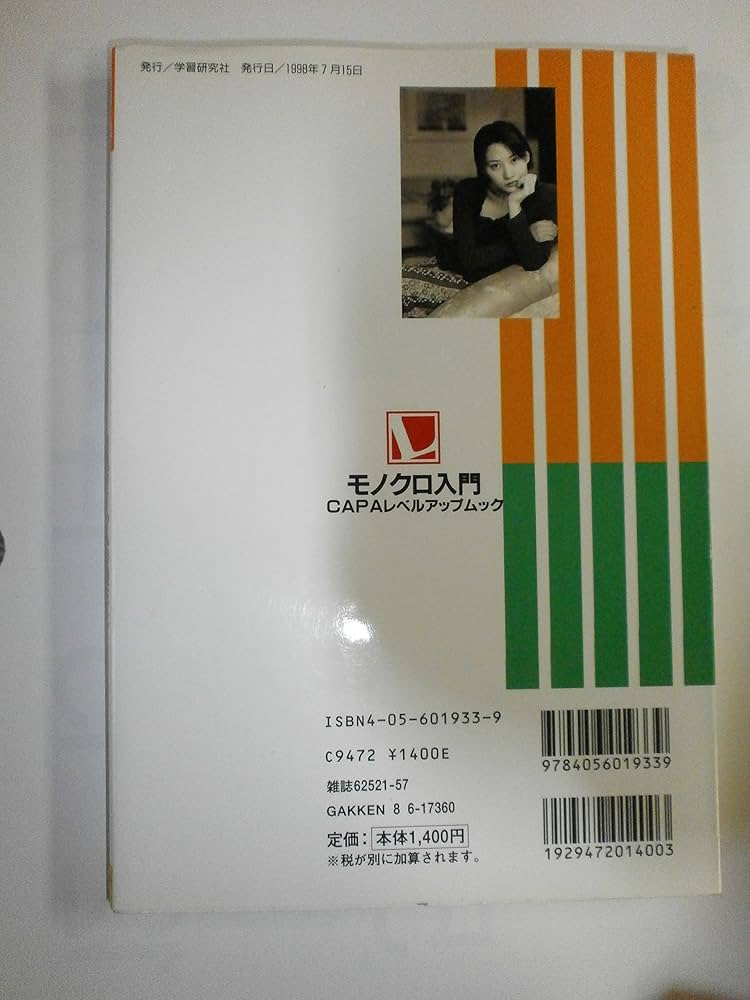 発行／学習研究社　発行日／1998年7月15日
L
モノクロ入門
CAPAレベルアップムック
ISBN4-05-601933-9
C9472 ¥1400E
雑誌62521-57
GAKKEN 8 6-17360
定価：本体1,400円
※税が別に加算されます。
9784056019339
1929472014003